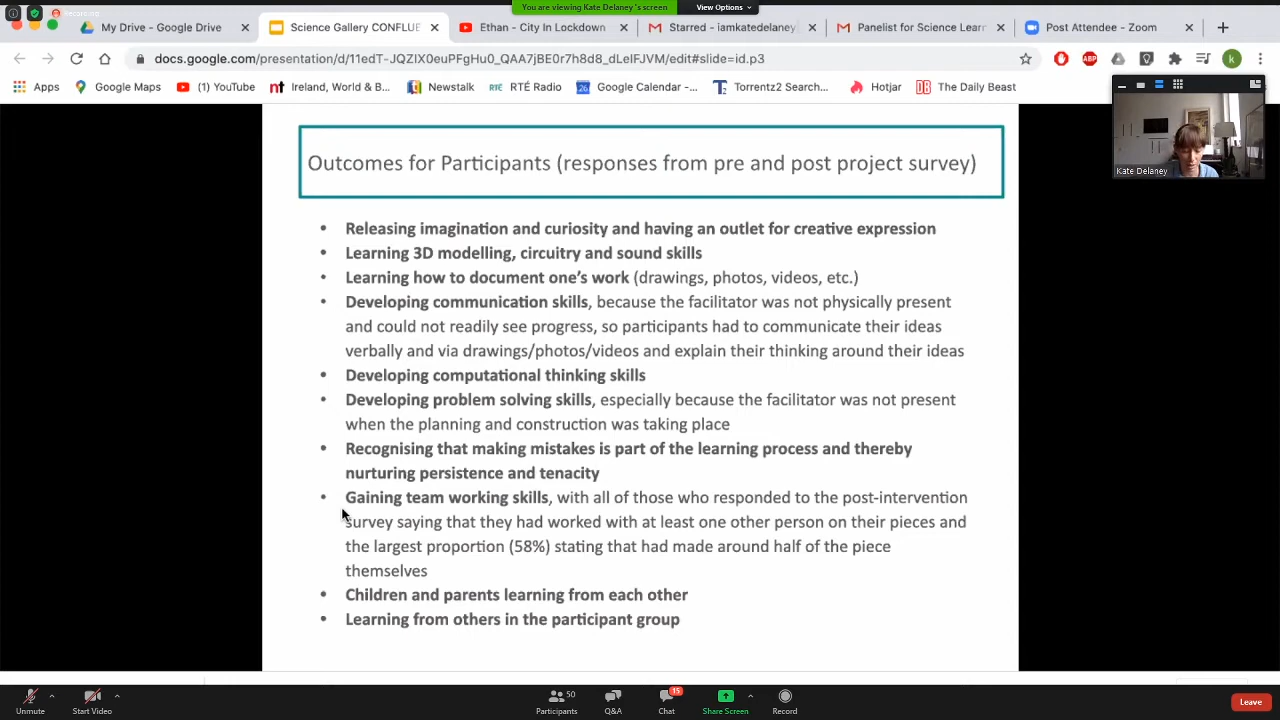 You are viewing Kate Delaney's screen
View Options
My Drive - Google Drive
Science Gallery CONFLUE
Ethan - City In Lockdown
Starred - iamkatedelaney
Panelist for Science Learn
Post Attendee - Zoom
docs.google.com/presentation/d/11edT-JQZIX0euPFgHu0_QAA7jBE0r7h8d8_dLeIFJVM/edit#slide=id.p3
Apps
Google Maps
(1) YouTube
Ireland, World & B...
Newstalk
RTÉ Radio
Google Calendar -...
Torrentz2 Search...
Hotjar
The Daily Beast
Kate Delaney
Outcomes for Participants (responses from pre and post project survey)
• Releasing imagination and curiosity and having an outlet for creative expression
• Learning 3D modelling, circuitry and sound skills
• Learning how to document one's work (drawings, photos, videos, etc.)
• Developing communication skills, because the facilitator was not physically present
and could not readily see progress, so participants had to communicate their ideas
verbally and via drawings/photos/videos and explain their thinking around their ideas
• Developing computational thinking skills
• Developing problem solving skills, especially because the facilitator was not present
when the planning and construction was taking place
• Recognising that making mistakes is part of the learning process and thereby
nurturing persistence and tenacity
• Gaining team working skills, with all of those who responded to the post-intervention
survey saying that they had worked with at least one other person on their pieces and
the largest proportion (58%) stating that had made around half of the piece
themselves
• Children and parents learning from each other
• Learning from others in the participant group
Unmute
Start Video
Participants
50
Q&A
Chat
15
Share Screen
Record
Leave